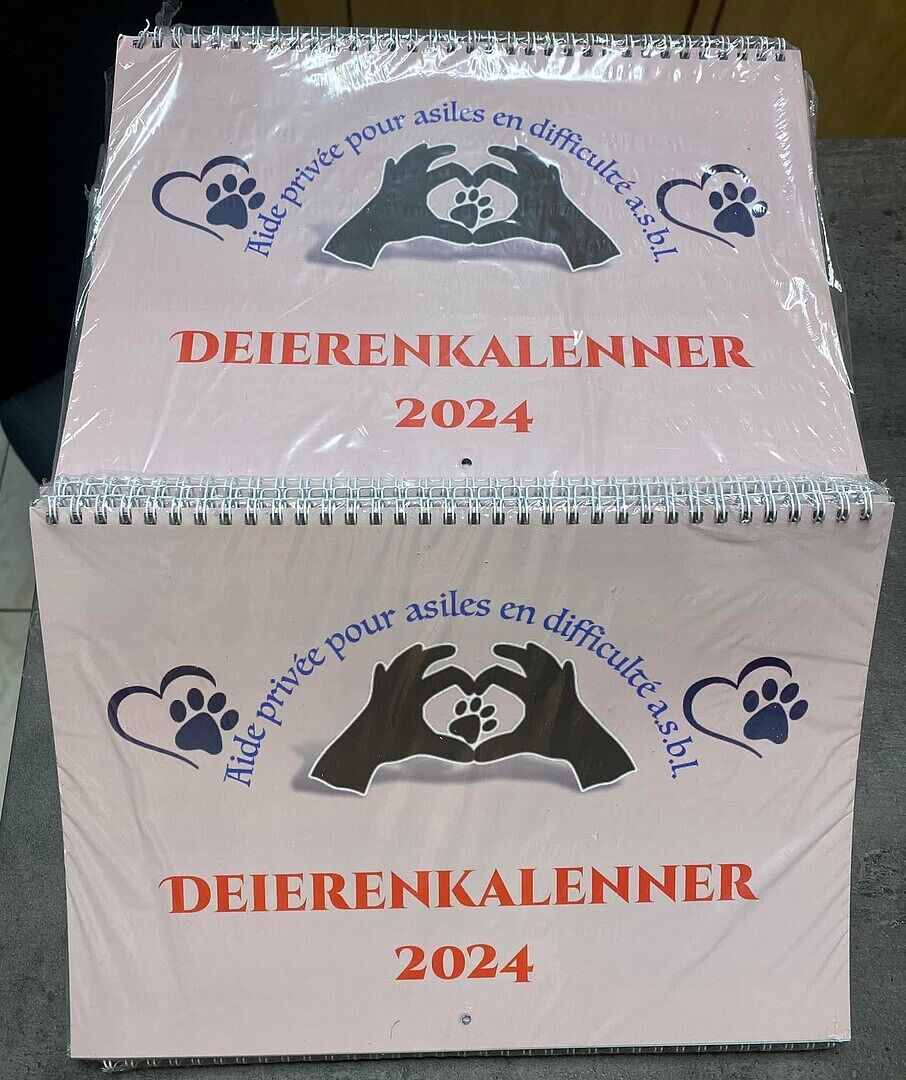 Aide privée pour asiles en difficulté a.s.b.l.
DEIERENKALENNER
2024
Aide privée pour asiles en difficulté a.s.b.l.
DEIERENKALENNER
2024